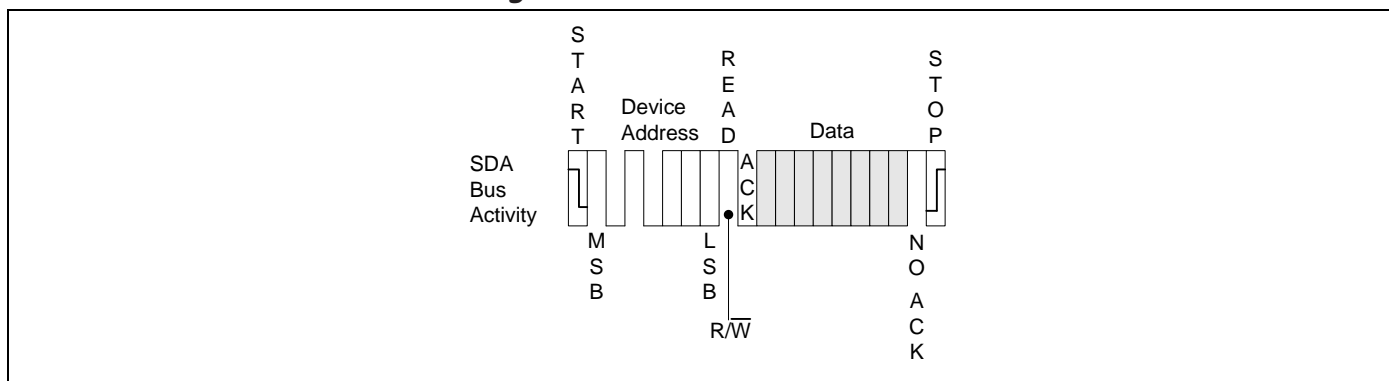 START
READ
STOP
Device
Address
Data
SDA
Bus
Activity
ACK
MSB
LSB
NO ACK
R/W̅